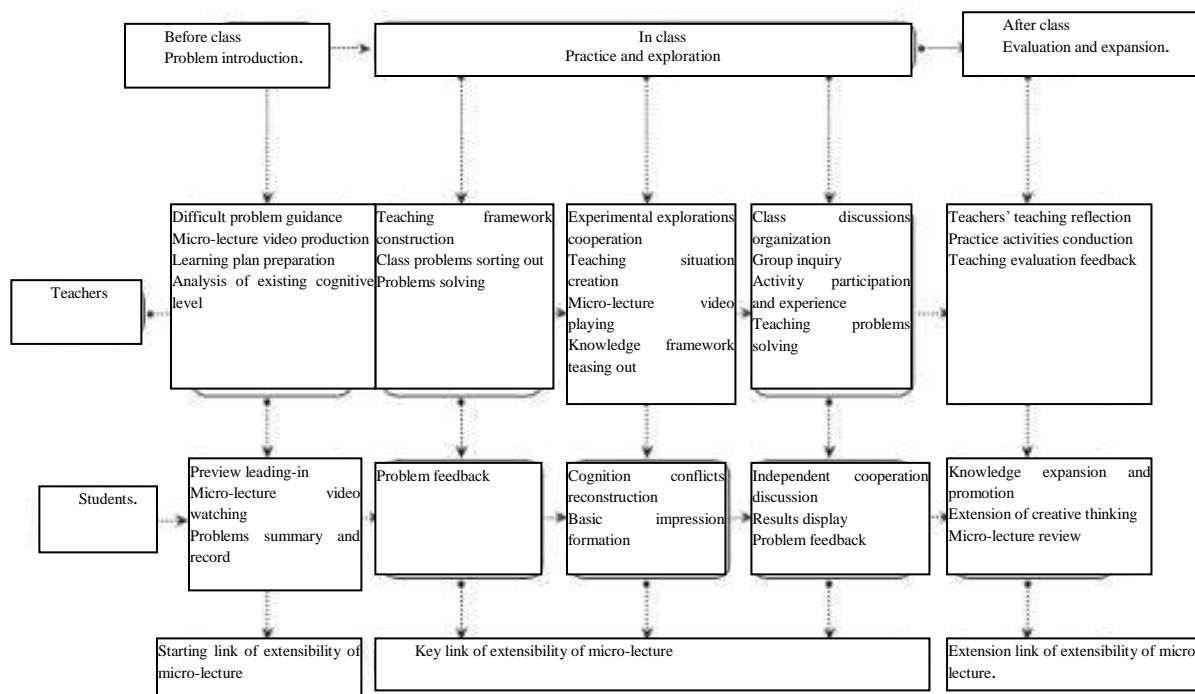 Before class
Problem introduction.
In class
Practice and exploration
After class
Evaluation and expansion.
Teachers
Difficult problem guidance
Micro-lecture video production
Learning plan preparation
Analysis of existing cognitive
level
Teaching framework
construction
Class problems sorting out
Problems solving
Experimental explorations
cooperation
Teaching situation
creation
Micro-lecture video
playing
Knowledge framework
teasing out
Class discussions
organization
Group inquiry
Activity participation
and experience
Teaching problems
solving
Teachers' teaching reflection
Practice activities conduction
Teaching evaluation feedback
Students.
Preview leading-in
Micro-lecture video
watching
Problems summary and
record
Problem feedback
Cognition conflicts
reconstruction
Basic impression
formation
Independent cooperation
discussion
Results display
Problem feedback
Knowledge expansion and
promotion
Extension of creative thinking
Micro-lecture review
Starting link of extensibility of
micro-lecture
Key link of extensibility of micro-lecture
Extension link of extensibility of micro
lecture.